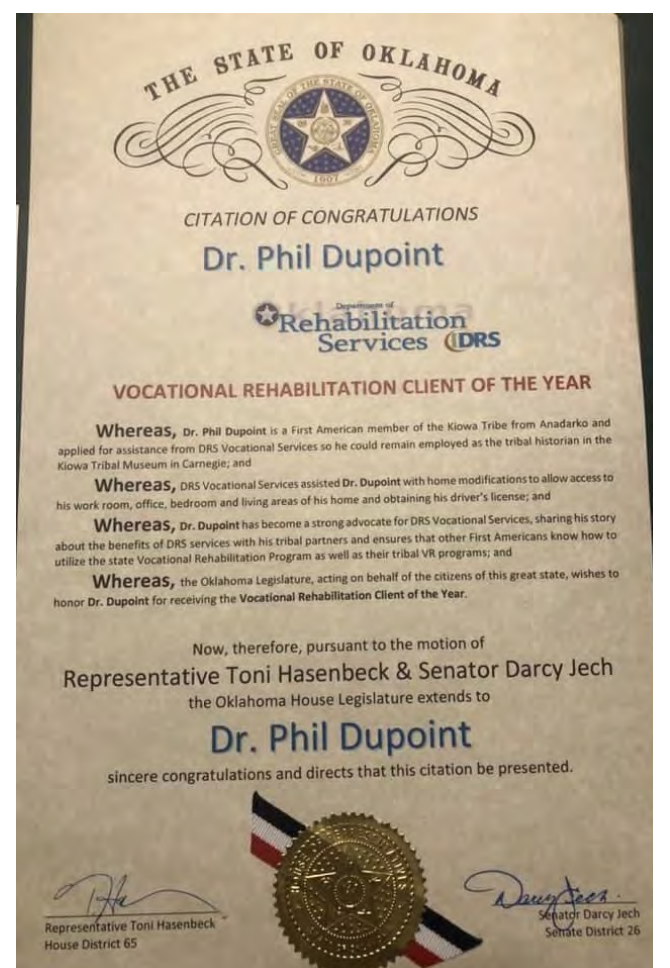 THE STATE OF OKLAHOMA
GREAT SEAL OF THE STATE OF OKLAHOMA
1907
CITATION OF CONGRATULATIONS
Dr. Phil Dupoint
Department of
Rehabilitation
Services DRS
VOCATIONAL REHABILITATION CLIENT OF THE YEAR
Whereas, Dr. Phil Dupoint is a First American member of the Kiowa Tribe from Anadarko and
applied for assistance from DRS Vocational Services so he could remain employed as the tribal historian in the
Kiowa Tribal Museum in Carnegie; and
Whereas, DRS Vocational Services assisted Dr. Dupoint with home modifications to allow access to
his work room, office, bedroom and living areas of his home and obtaining his driver's license; and
Whereas, Dr. Dupoint has become a strong advocate for DRS Vocational Services, sharing his story
about the benefits of DRS services with his tribal partners and ensures that other First Americans know how to
utilize the state Vocational Rehabilitation Program as well as their tribal VR programs; and
Whereas, the Oklahoma Legislature, acting on behalf of the citizens of this great state, wishes to
honor Dr. Dupoint for receiving the Vocational Rehabilitation Client of the Year.
Now, therefore, pursuant to the motion of
Representative Toni Hasenbeck & Senator Darcy Jech
the Oklahoma House Legislature extends to
Dr. Phil Dupoint
sincere congratulations and directs that this citation be presented.
Darcy Jech
Representative Toni Hasenbeck
House District 65
Senator Darcy Jech
Senate District 26